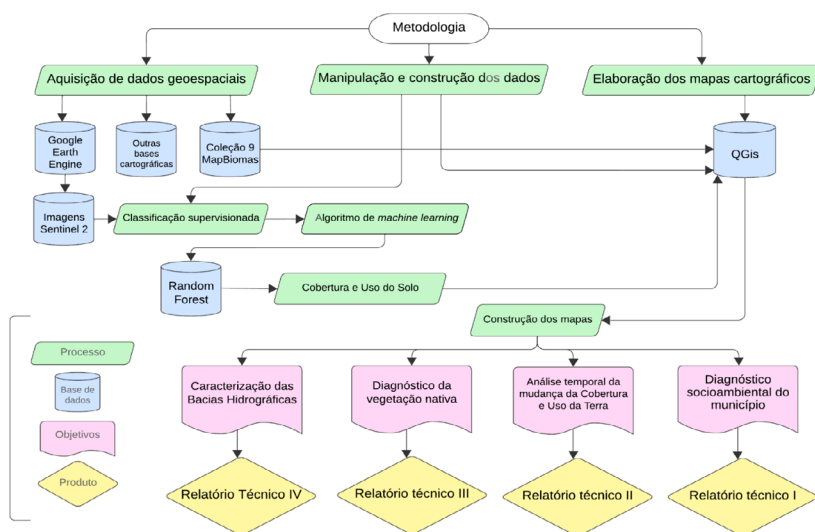 Metodologia
Aquisição de dados geoespaciais
Manipulação e construção dos dados
Elaboração dos mapas cartográficos
Google
Earth
Engine
Outras
bases
cartográficas
Coleção 9
MapBiomas
QGis
Imagens
Sentinel 2
Classificação supervisionada
Algoritmo de machine learning
Random
Forest
Cobertura e Uso do Solo
Construção dos mapas
Processo
Base de
dados
Objetivos
Produto
Caracterização das
Bacias Hidrográficas
Diagnóstico da
vegetação nativa
Análise temporal da
mudança da Cobertura
e Uso da Terra
Diagnóstico
socioambiental do
município
Relatório Técnico IV
Relatório técnico III
Relatório técnico II
Relatório técnico I